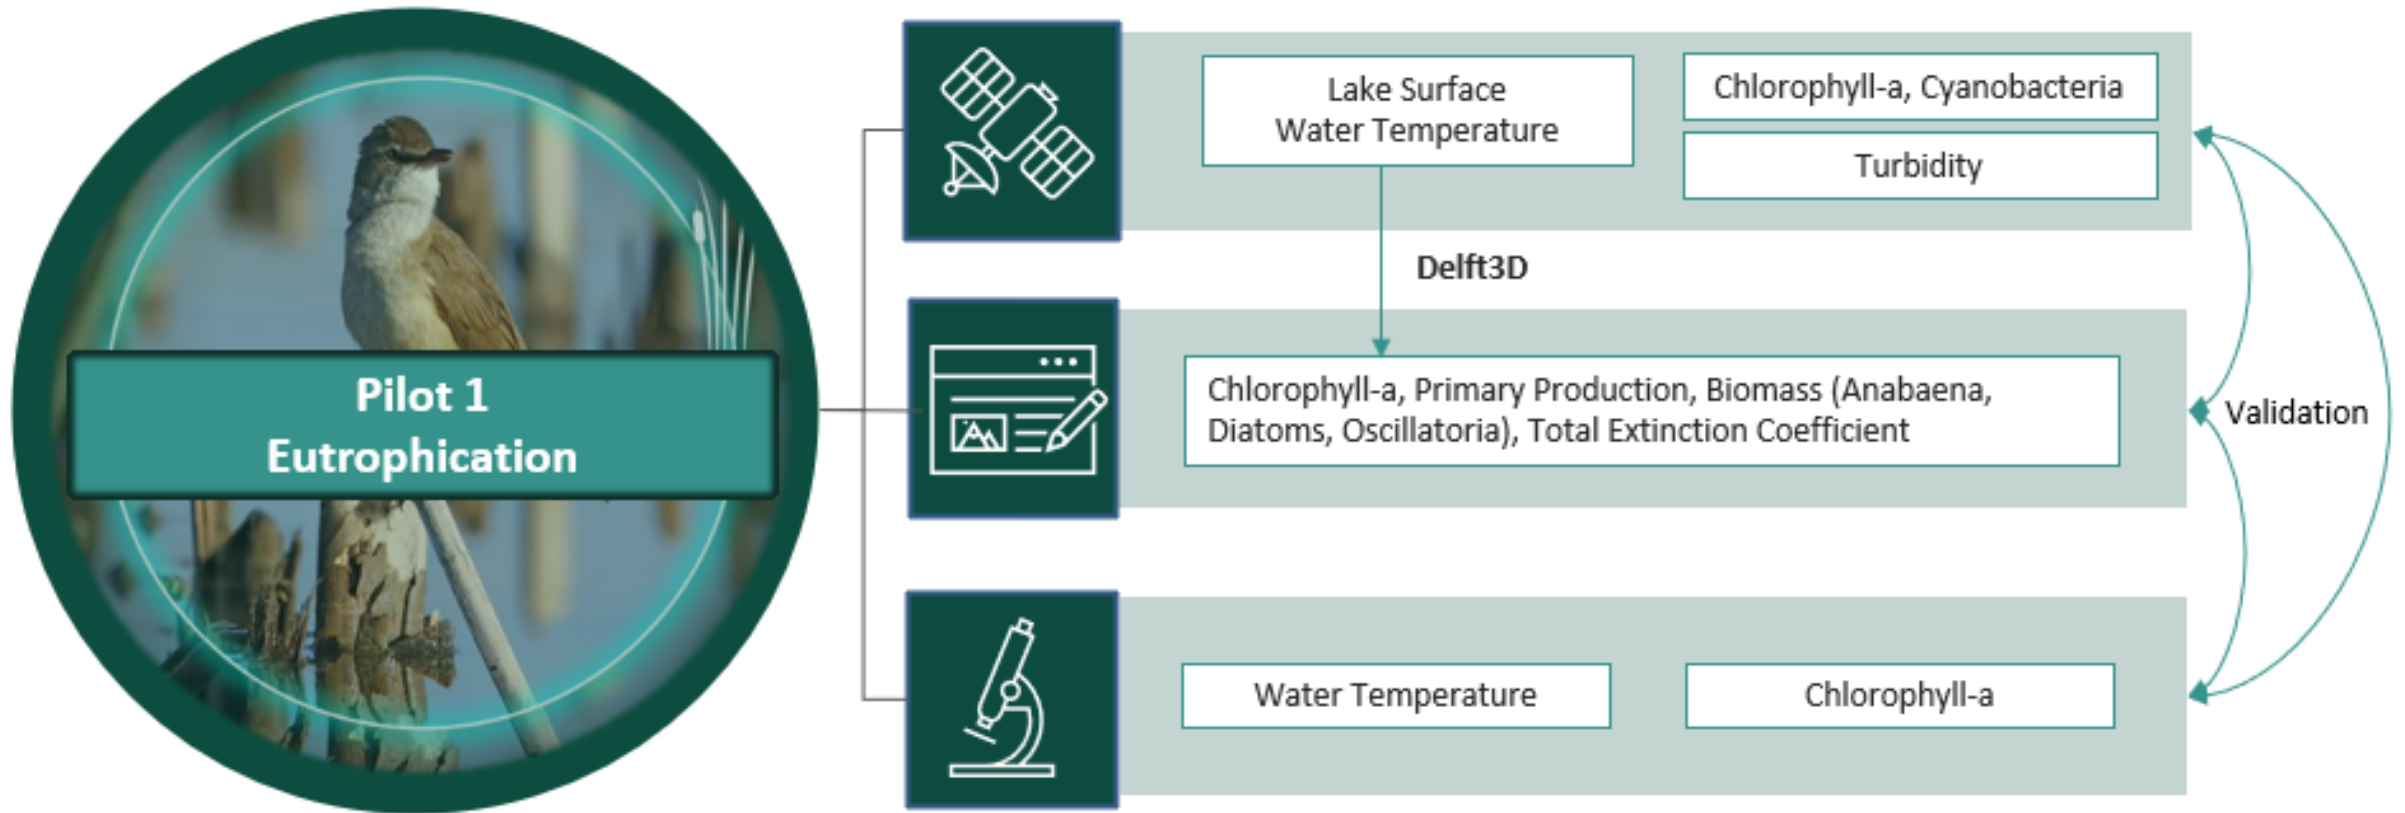 Pilot 1
Eutrophication
Lake Surface
Water Temperature
Chlorophyll-a, Cyanobacteria
Turbidity
Delft3D
Chlorophyll-a, Primary Production, Biomass (Anabaena,
Diatoms, Oscillatoria), Total Extinction Coefficient
Validation
Water Temperature
Chlorophyll-a